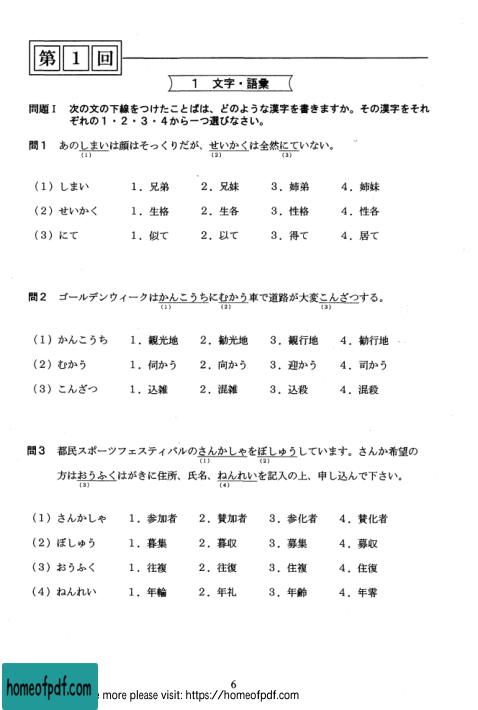 第1回
1 文字・語彙
問題Ⅰ 次の文の下線をつけたことばは、どのような漢字を書きますか。その漢字をそれ
ぞれの1・2・3・4から一つ選びなさい。
問1 あのしまいは顔はそっくりだが、せいかくは全然にていない。
(1) (2) (3)
(1)しまい 1.兄弟 2.兄妹 3.姉弟 4.姉妹
(2)せいかく 1.生格 2.生各 3.性格 4.性各
(3)にて 1.似て 2.以て 3.得て 4.居て
問2 ゴールデンウィークはかんこうちにむかう車で道路が大変こんざつする。
(1) (2) (3)
(1)かんこうち 1.観光地 2.勧光地 3.観行地 4.勧行地
(2)むかう 1.伺かう 2.向かう 3.迎かう 4.司かう
(3)こんざつ 1.込雑 2.混雑 3.込殺 4.混殺
問3 都民スポーツフェスティバルのさんかしゃをぼしゅうしています。さんか希望の
(1) (2)
方はおうふくはがきに住所、氏名、ねんれいを記入の上、申し込んで下さい。
(3) (4)
(1)さんかしゃ 1.参加者 2.賛加者 3.参化者 4.賛化者
(2)ぼしゅう 1.暮集 2.暮収 3.募集 4.募収
(3)おうふく 1.往複 2.往復 3.住複 4.住復
(4)ねんれい 1.年輪 2.年礼 3.年齢 4.年零
6
homeofpdf.com
e more please visit: https://homeofpdf.com